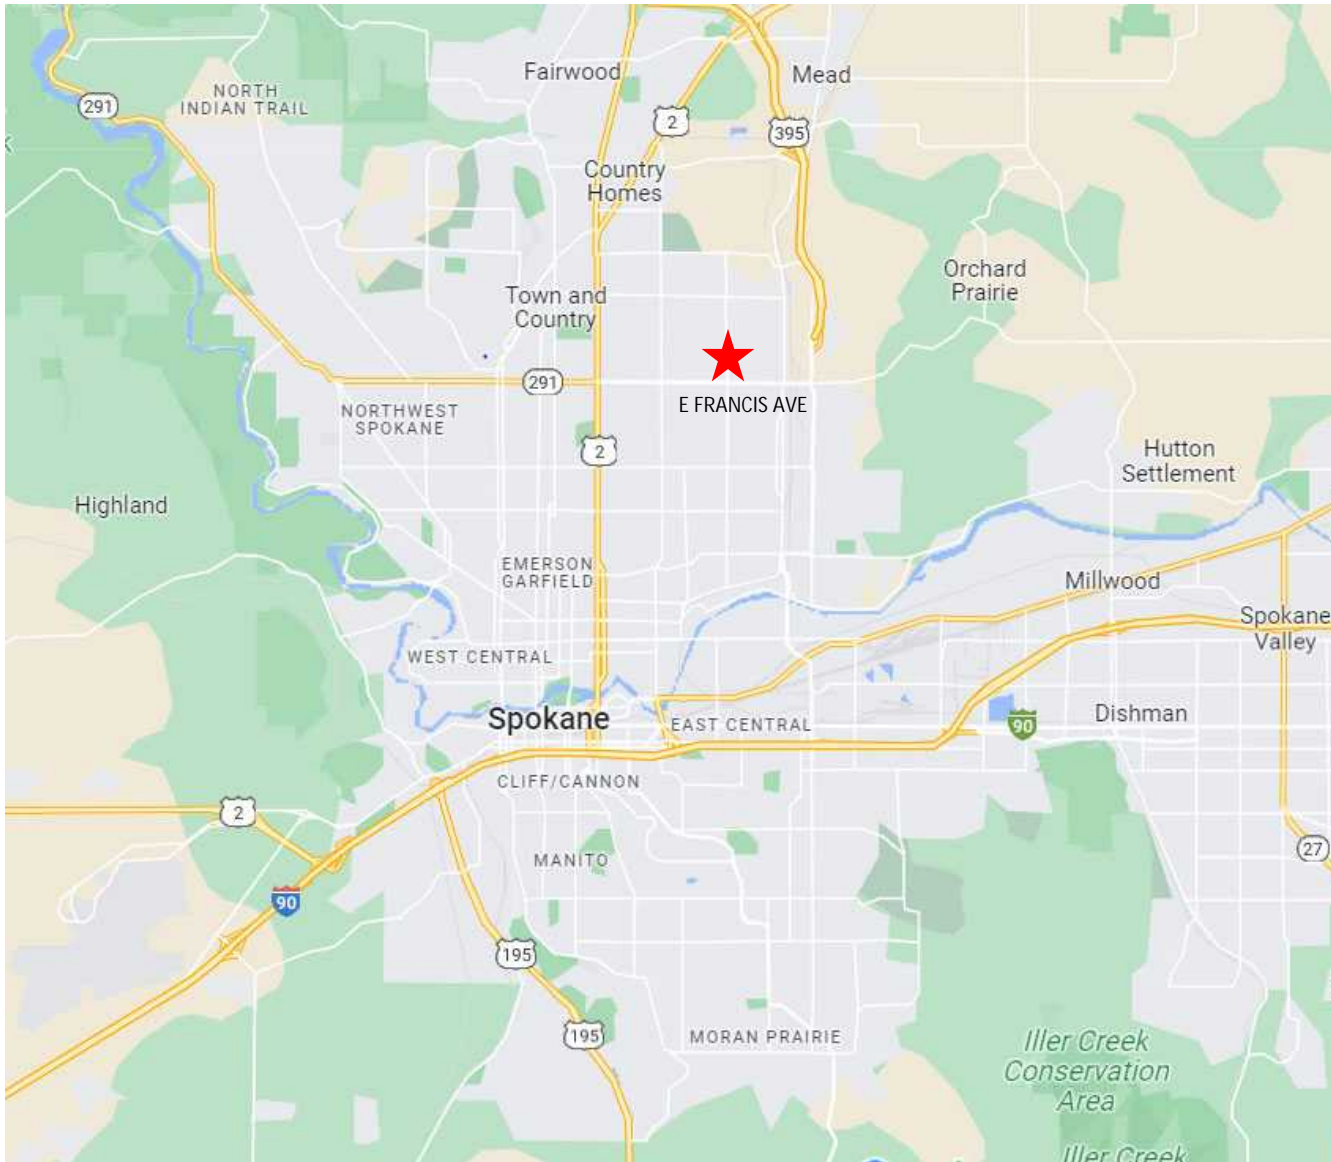 Fairwood
Mead
NORTH
INDIAN TRAIL
291
2
395
Country
Homes
Orchard
Prairie
Town and
Country
291
E FRANCIS AVE
NORTHWEST
SPOKANE
2
Hutton
Settlement
Highland
EMERSON
GARFIELD
Millwood
Spokane
Valley
WEST CENTRAL
Spokane
EAST CENTRAL
Dishman
90
CLIFF/CANNON
2
27
MANITO
90
195
195
MORAN PRAIRIE
Iller Creek
Conservation
Area
Iller Creek